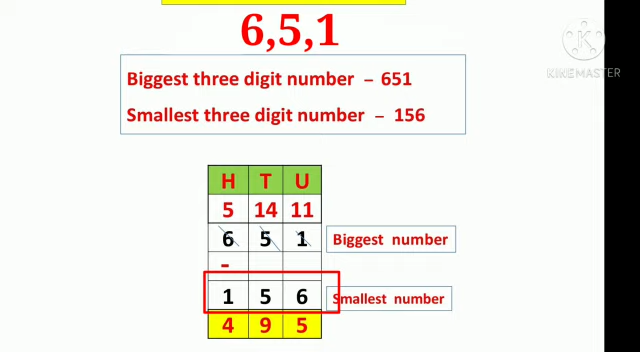 6,5,1
KINEMASTER
Biggest three digit number – 651
Smallest three digit number – 156
H T U
5 14 11
6 5 1 Biggest number
-
1 5 6 Smallest number
4 9 5